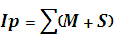 Ip = ∑(M + S)